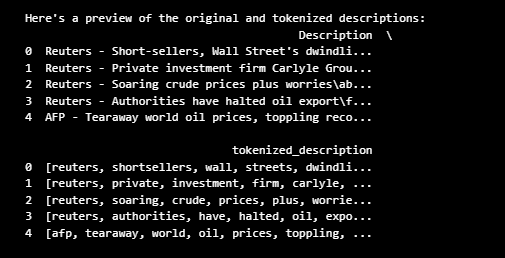 Here's a preview of the original and tokenized descriptions:
Description \
0 Reuters - Short-sellers, Wall Street's dwindli...
1 Reuters - Private investment firm Carlyle Grou...
2 Reuters - Soaring crude prices plus worries\ab...
3 Reuters - Authorities have halted oil export\f...
4 AFP - Tearaway world oil prices, toppling reco...
tokenized_description
0 [reuters, shortsellers, wall, streets, dwindli...
1 [reuters, private, investment, firm, carlyle, ...
2 [reuters, soaring, crude, prices, plus, worrie...
3 [reuters, authorities, have, halted, oil, expo...
4 [afp, tearaway, world, oil, prices, toppling, ...